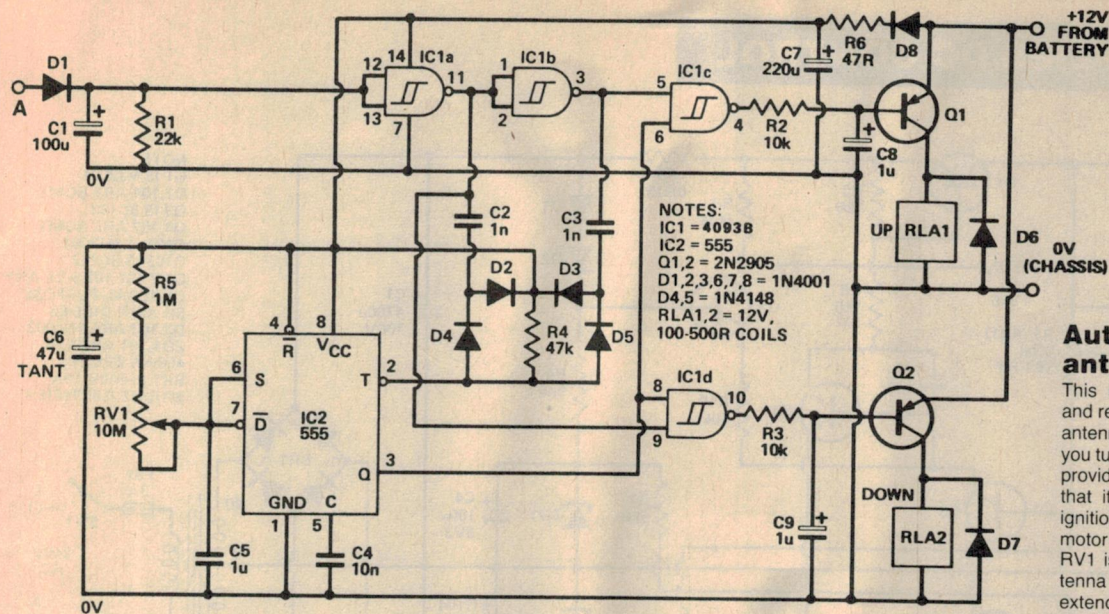 +12V
FROM
BATTERY
R6
47R
D8
C7
220u
+
D1
A
C1
100u
+
R1
22k
0V
12
13
14
7
IC1a
11
1
2
IC1b
3
IC1c
5
6
4
R2
10k
C8
1u
+
Q1
UP
RLA1
D6
0V
(CHASSIS)
C2
1n
C3
1n
D2
D3
D4
D5
R4
47k
NOTES:
IC1 = 4093B
IC2 = 555
Q1,2 = 2N2905
D1,2,3,6,7,8 = 1N4001
D4,5 = 1N4148
RLA1,2 = 12V,
100-500R COILS
R5
1M
C6
47u
TANT
+
RV1
10M
4
R
8
VCC
6
S
7
D
2
T
IC2
555
3
Q
GND
1
C
5
C5
1u
C4
10n
0V
IC1d
8
9
10
R3
10k
C9
1u
+
Q2
DOWN
RLA2
D7
Aut
ant
This
and re
antenn
you tu
provid
that if
ignitio
motor
RV1 is
tenna
extend